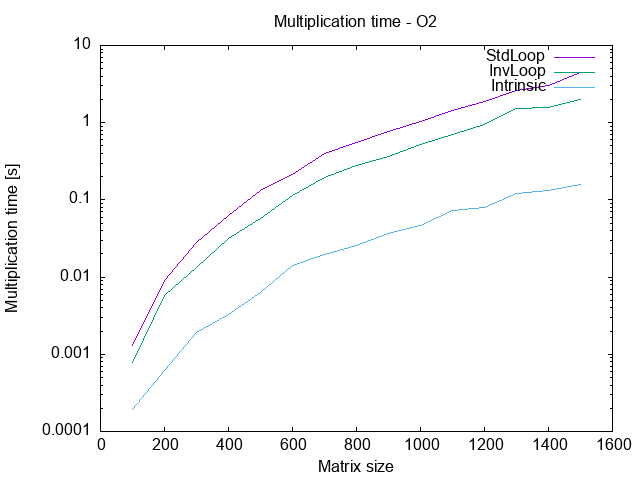 Multiplication time - O2
10
1
0.1
0.01
0.001
0.0001
Multiplication time [s]
StdLoop
InvLoop
Intrinsic
0 200 400 600 800 1000 1200 1400 1600
Matrix size